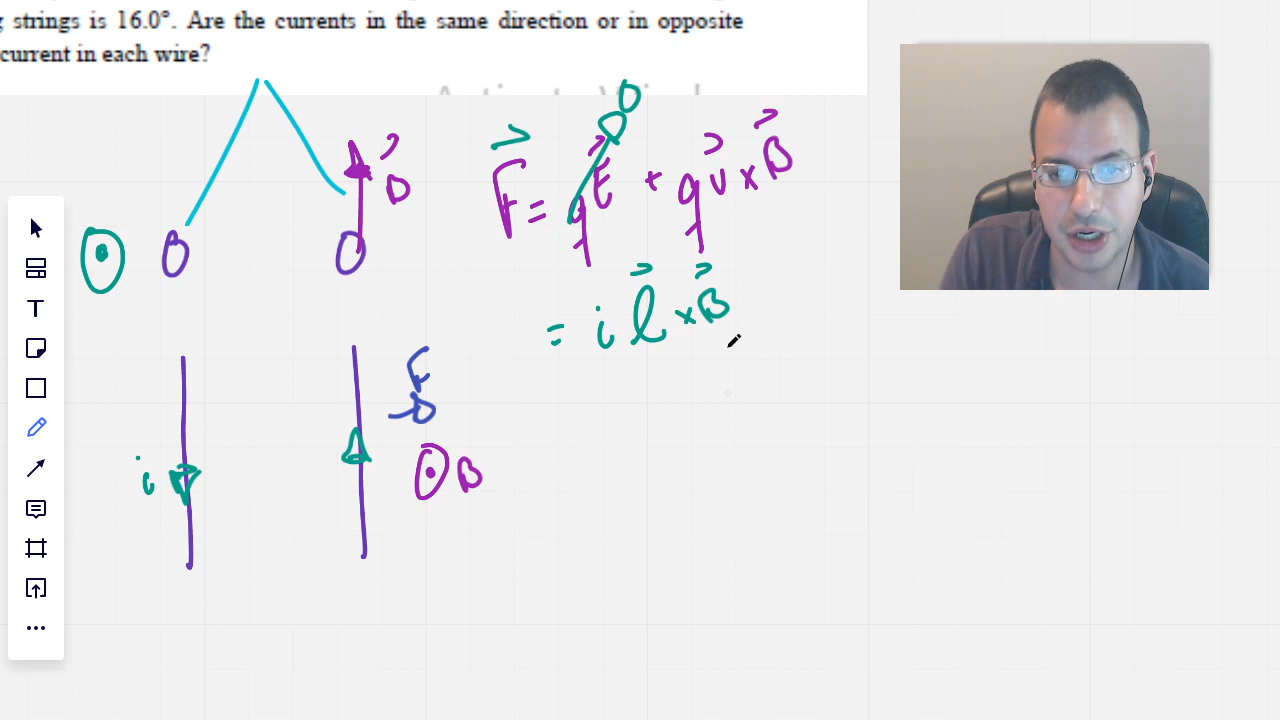 strings is 16.0°. Are the currents in the same direction or in opposite
current in each wire?
B
F = qE + qv × B
0
= i l × B
F
i
B
T